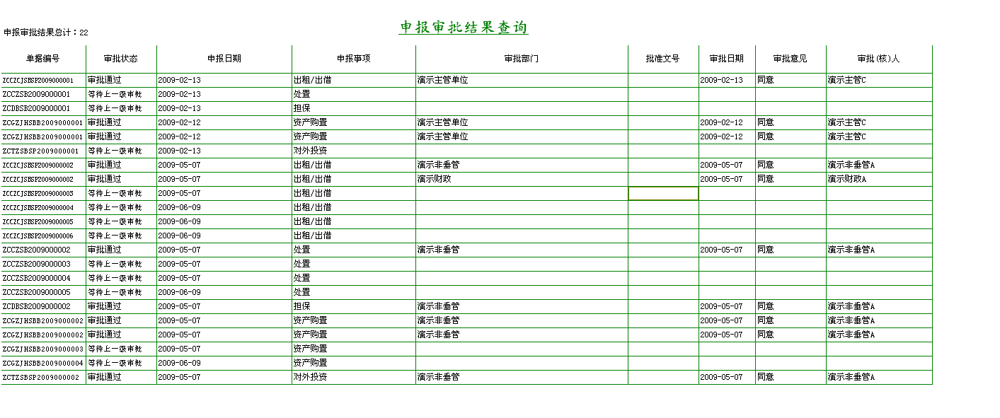 申报审批结果查询
申报审批结果总计：22
单据编号 审批状态 申报日期 申报事项 审批部门 批准文号 审批日期 审批意见 审批(核)人
ZCCZCJSBSP2009000001 审批通过 2009-02-13 出租/出借 演示主管单位 2009-02-13 同意 演示主管C
ZCCZSB2009000001 等待上一级审批 2009-02-13 处置
ZCDBSB2009000001 等待上一级审批 2009-02-13 担保
ZCGZJHSBB2009000001 审批通过 2009-02-12 资产购置 演示主管单位 2009-02-12 同意 演示主管C
ZCGZJHSBB2009000001 审批通过 2009-02-12 资产购置 演示主管单位 2009-02-12 同意 演示主管C
ZCTZSBSP2009000001 等待上一级审批 2009-02-13 对外投资
ZCCZCJSBSP2009000002 审批通过 2009-05-07 出租/出借 演示非垂管 2009-05-07 同意 演示非垂管A
ZCCZCJSBSP2009000002 审批通过 2009-05-07 出租/出借 演示财政 2009-05-07 同意 演示财政A
ZCCZCJSBSP2009000003 等待上一级审批 2009-05-07 出租/出借
ZCCZCJSBSP2009000004 等待上一级审批 2009-06-09 出租/出借
ZCCZCJSBSP2009000005 等待上一级审批 2009-06-09 出租/出借
ZCCZCJSBSP2009000006 等待上一级审批 2009-06-09 出租/出借
ZCCZSB2009000002 审批通过 2009-05-07 处置 演示非垂管 2009-05-07 同意 演示非垂管A
ZCCZSB2009000003 等待上一级审批 2009-05-07 处置
ZCCZSB2009000004 等待上一级审批 2009-05-07 处置
ZCCZSB2009000005 等待上一级审批 2009-06-09 处置
ZCDBSB2009000002 审批通过 2009-05-07 担保 演示非垂管 2009-05-07 同意 演示非垂管A
ZCGZJHSBB2009000002 审批通过 2009-05-07 资产购置 演示非垂管 2009-05-07 同意 演示非垂管A
ZCGZJHSBB2009000002 审批通过 2009-05-07 资产购置 演示非垂管 2009-05-07 同意 演示非垂管A
ZCGZJHSBB2009000003 等待上一级审批 2009-05-07 资产购置
ZCGZJHSBB2009000004 等待上一级审批 2009-06-09 资产购置
ZCTZSBSP2009000002 审批通过 2009-05-07 对外投资 演示非垂管 2009-05-07 同意 演示非垂管A